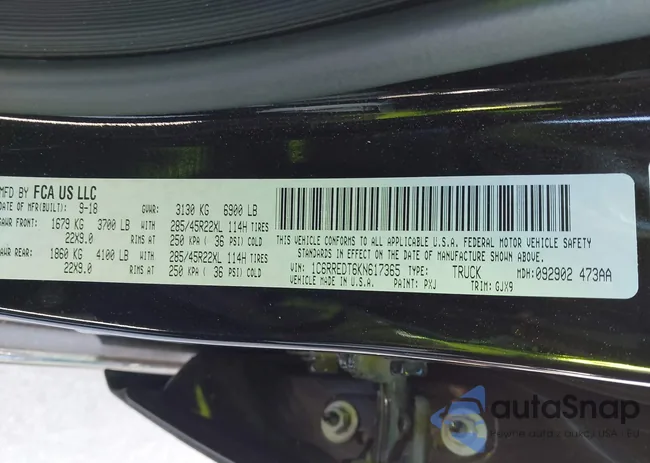 MFD BY FCA US LLC
DATE OF MFR(BUILT): 9-18 GVWR: 3130 KG 6900 LB
GAWR FRONT: 1679 KG 3700 LB WITH 285/45R22XL 114H TIRES
22X9.0 RIMS AT 250 KPA ( 36 PSI) COLD
GAWR REAR: 1860 KG 4100 LB WITH 285/45R22XL 114H TIRES
22X9.0 RIMS AT 250 KPA ( 36 PSI) COLD
THIS VEHICLE CONFORMS TO ALL APPLICABLE U.S.A. FEDERAL MOTOR VEHICLE SAFETY
STANDARDS IN EFFECT ON THE DATE OF MANUFACTURE SHOWN ABOVE.
VIN: 1C6RREDT6KN617365 TYPE: TRUCK MDH: 092902 473AA
VEHICLE MADE IN U.S.A. PAINT: PXJ TRIM: GJX9
autoSnap